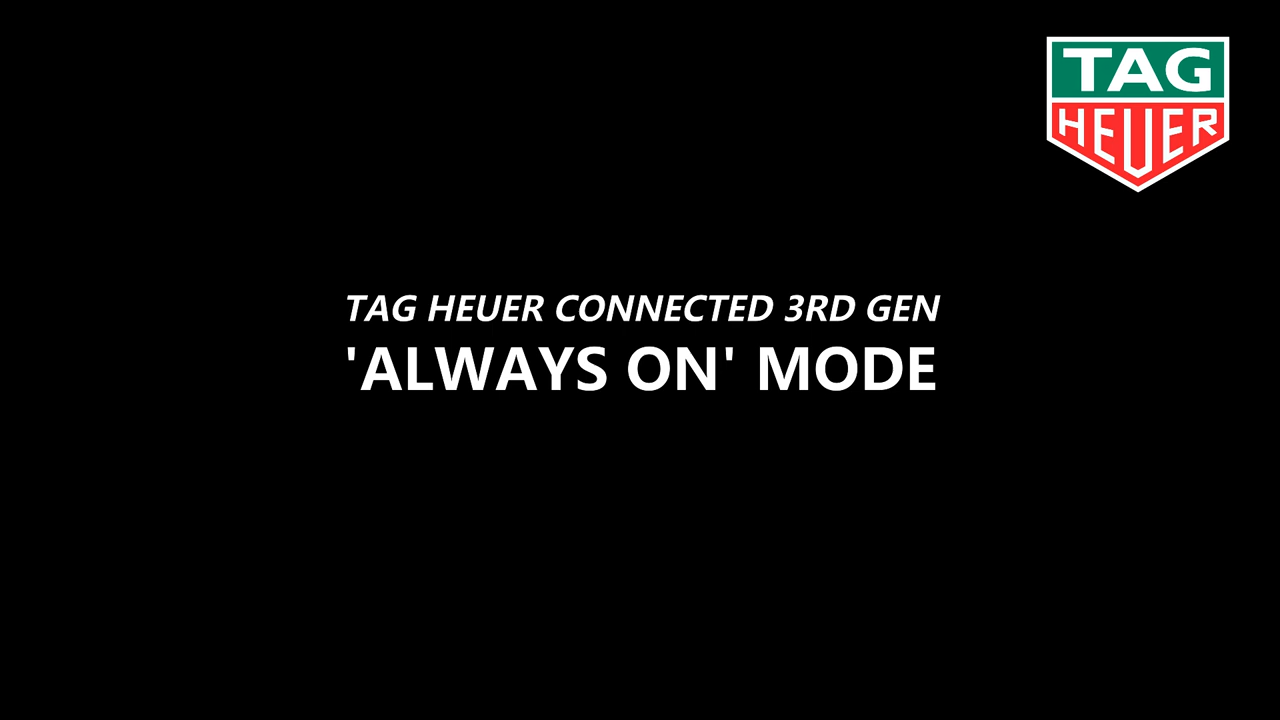 TAG
HEUER
TAG HEUER CONNECTED 3RD GEN
'ALWAYS ON' MODE